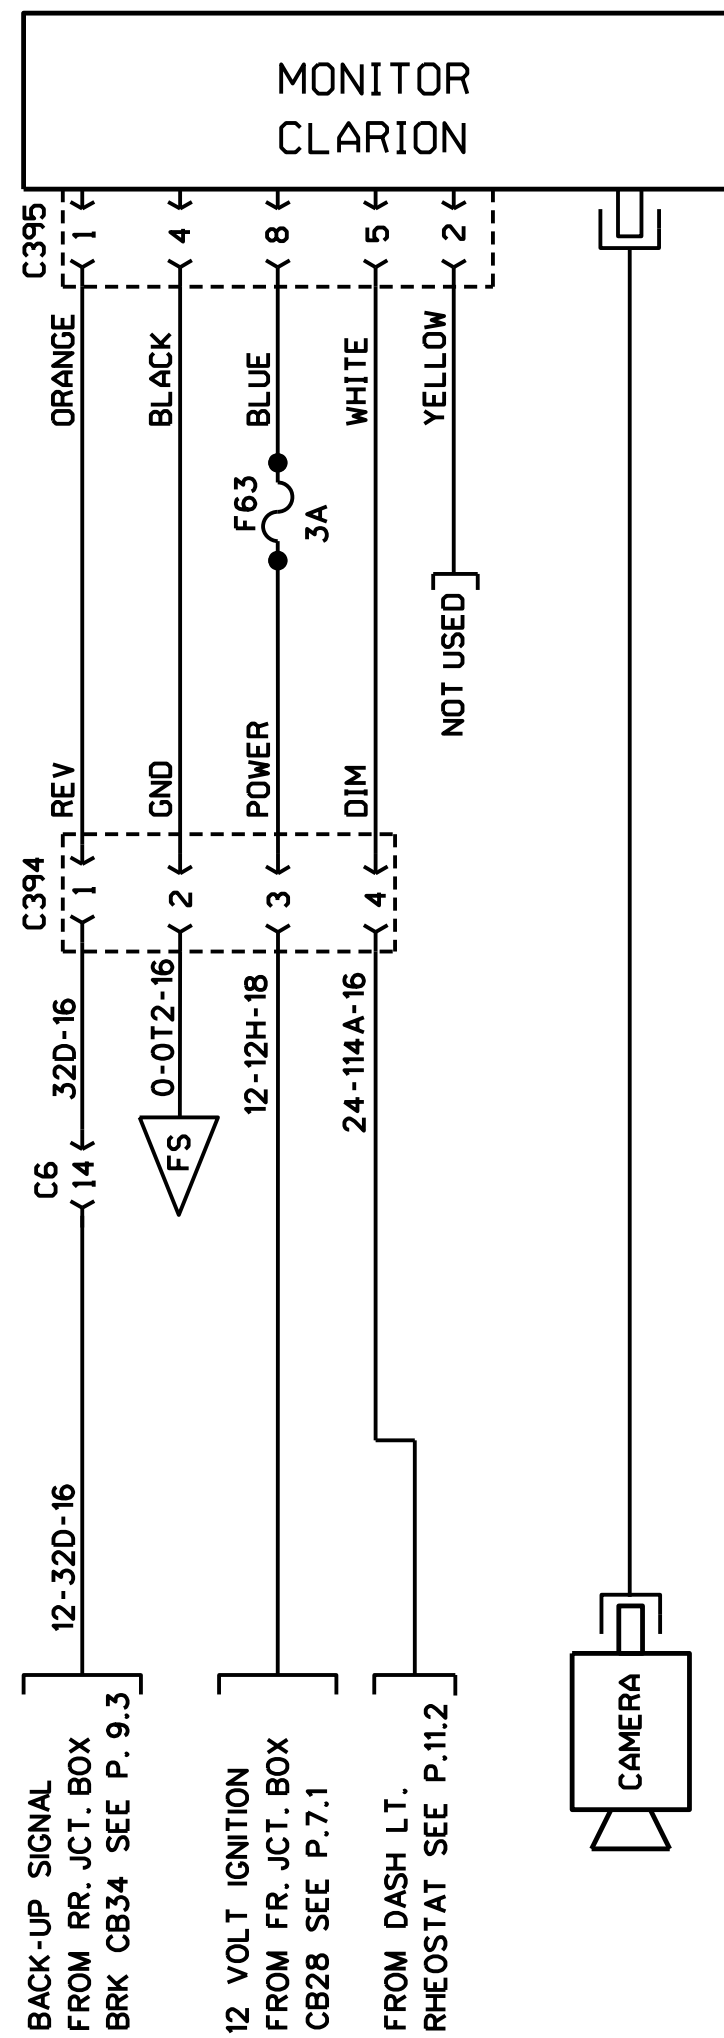 MONITOR
CLARION
C395
1
4
8
5
2
ORANGE
BLACK
BLUE
WHITE
YELLOW
F63
3A
NOT USED
REV
GND
POWER
DIM
C394
1
2
3
4
32D-16
0-0T2-16
12-12H-18
24-114A-16
C6
14
FS
12-32D-16
BACK-UP SIGNAL
FROM RR. JCT. BOX
BRK CB34 SEE P. 9.3
12 VOLT IGNITION
FROM FR. JCT. BOX
CB28 SEE P.7.1
FROM DASH LT.
RHEOSTAT SEE P.11.2
CAMERA